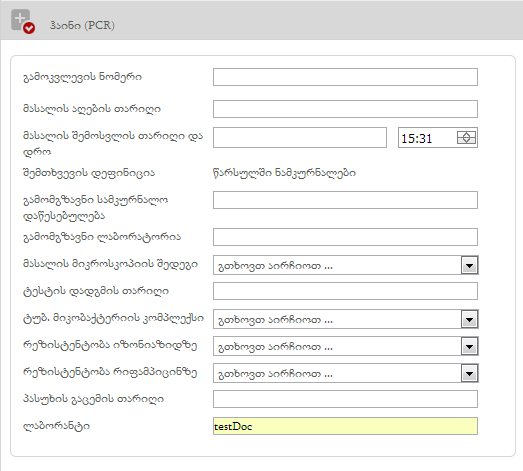 ჰაინი (PCR)
გამოკვლევის ნომერი
მასალის აღების თარიღი
მასალის შემოსვლის თარიღი და დრო 15:31
შემთხვევის დეფინიცია წარსულში ნამკურნალები
გამომგზავნი სამკურნალო დაწესებულება
გამომგზავნი ლაბორატორია
მასალის მიკროსკოპიის შედეგი გთხოვთ აირჩიოთ ...
ტესტის დადგმის თარიღი
ტუბ. მიკობაქტერიის კომპლექსი გთხოვთ აირჩიოთ ...
რეზისტენტობა იზონიაზიდზე გთხოვთ აირჩიოთ ...
რეზისტენტობა რიფამპიცინზე გთხოვთ აირჩიოთ ...
პასუხის გაცემის თარიღი
ლაბორანტი testDoc